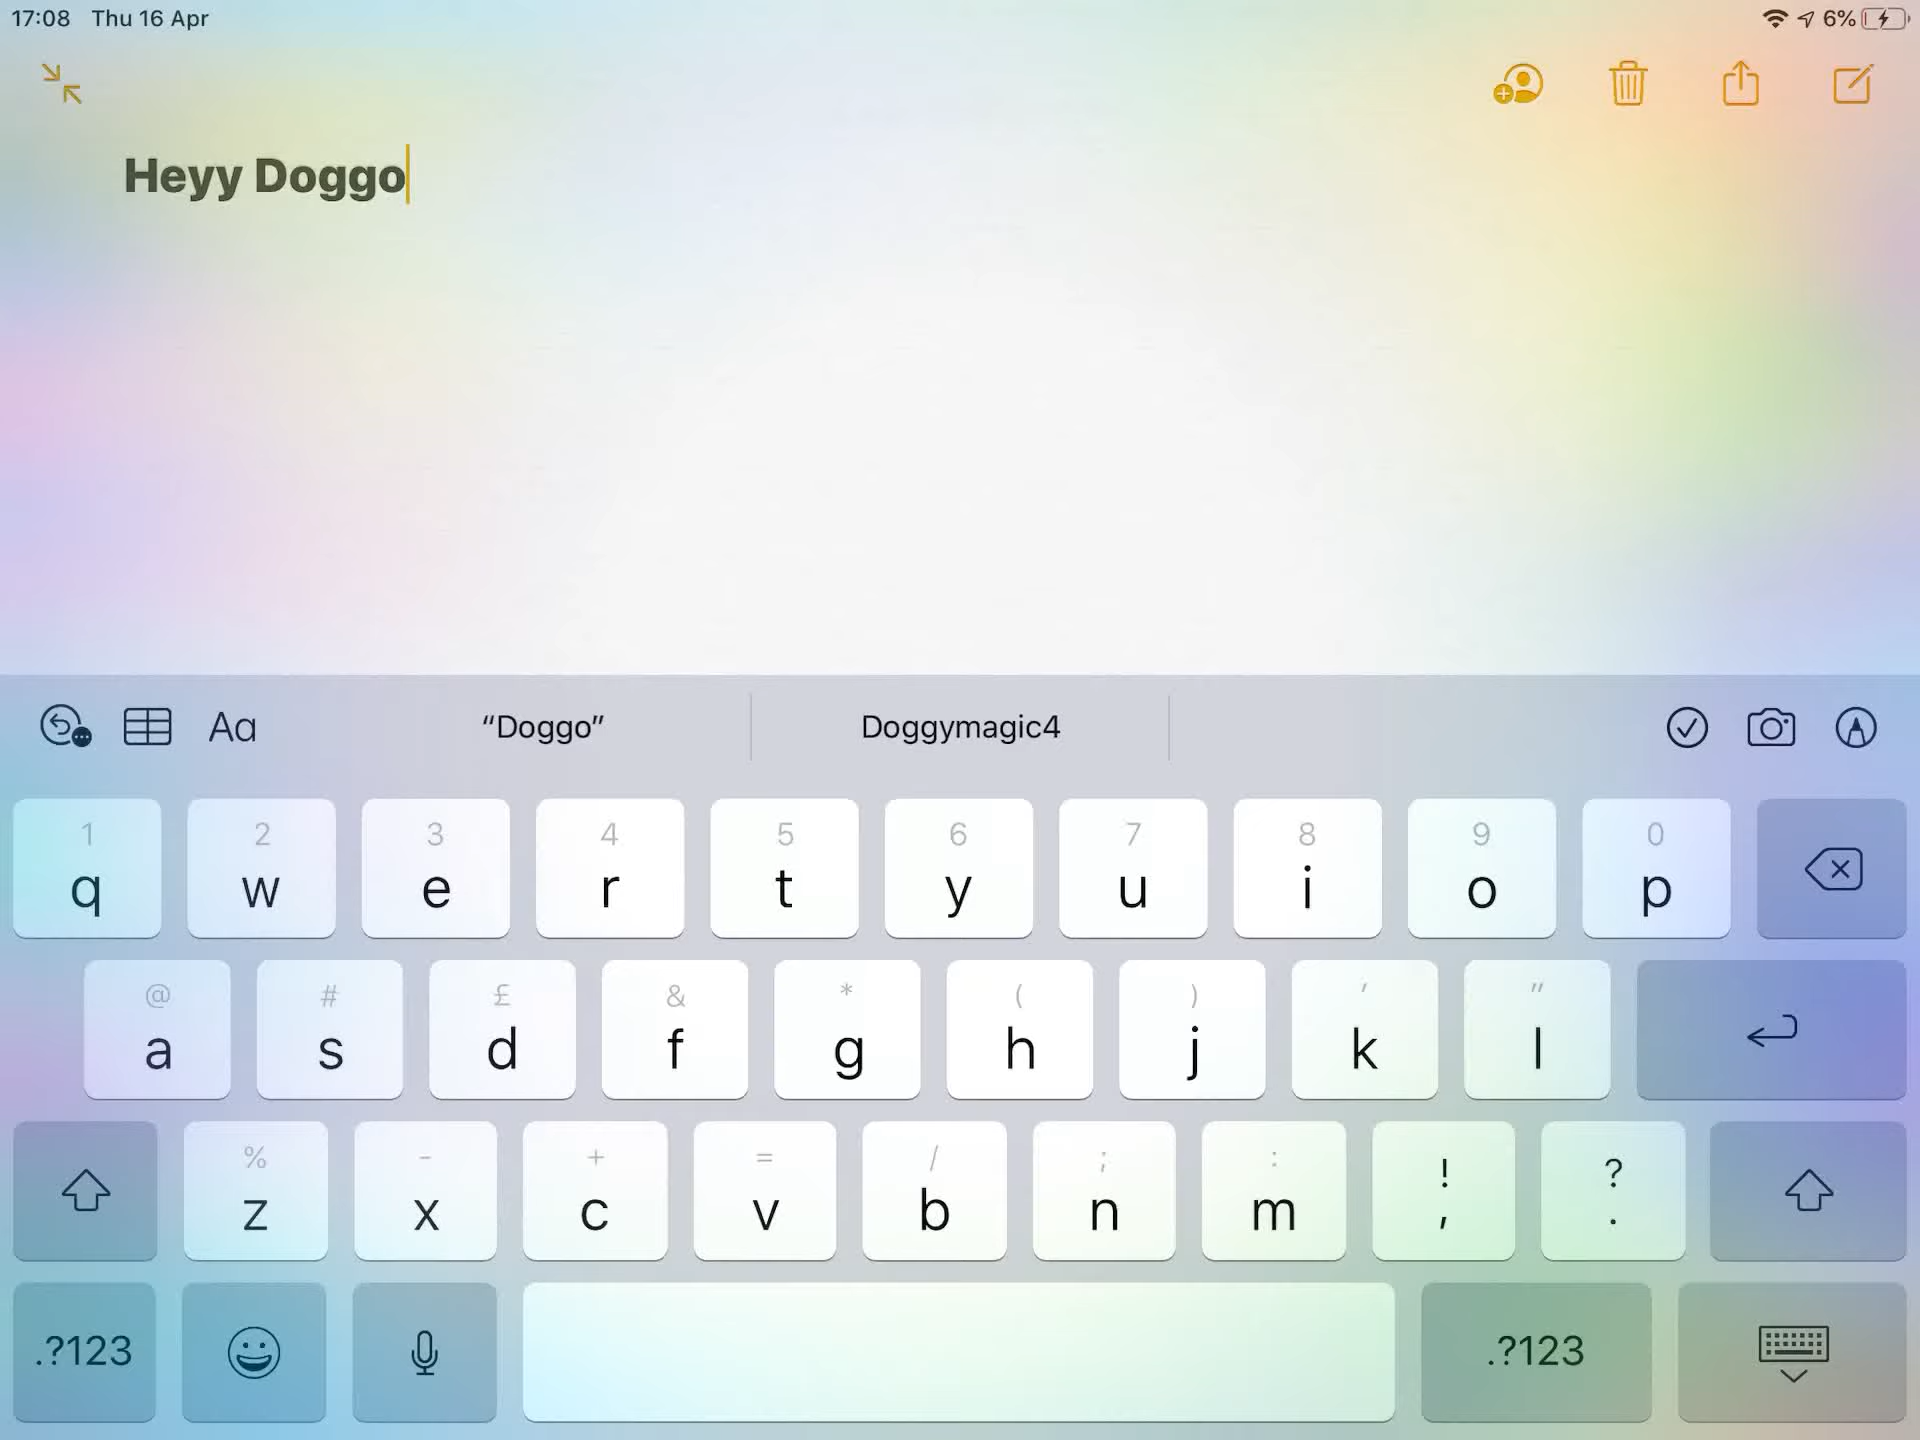 17:08 Thu 16 Apr 6%
Heyy Doggo
Aa “Doggo” Doggymagic4
1 2 3 4 5 6 7 8 9 0
q w e r t y u i o p
@ # £ & * ( ) ' "
a s d f g h j k l
% - + = / ; : ! ?
z x c v b n m , .
.?123 .?123